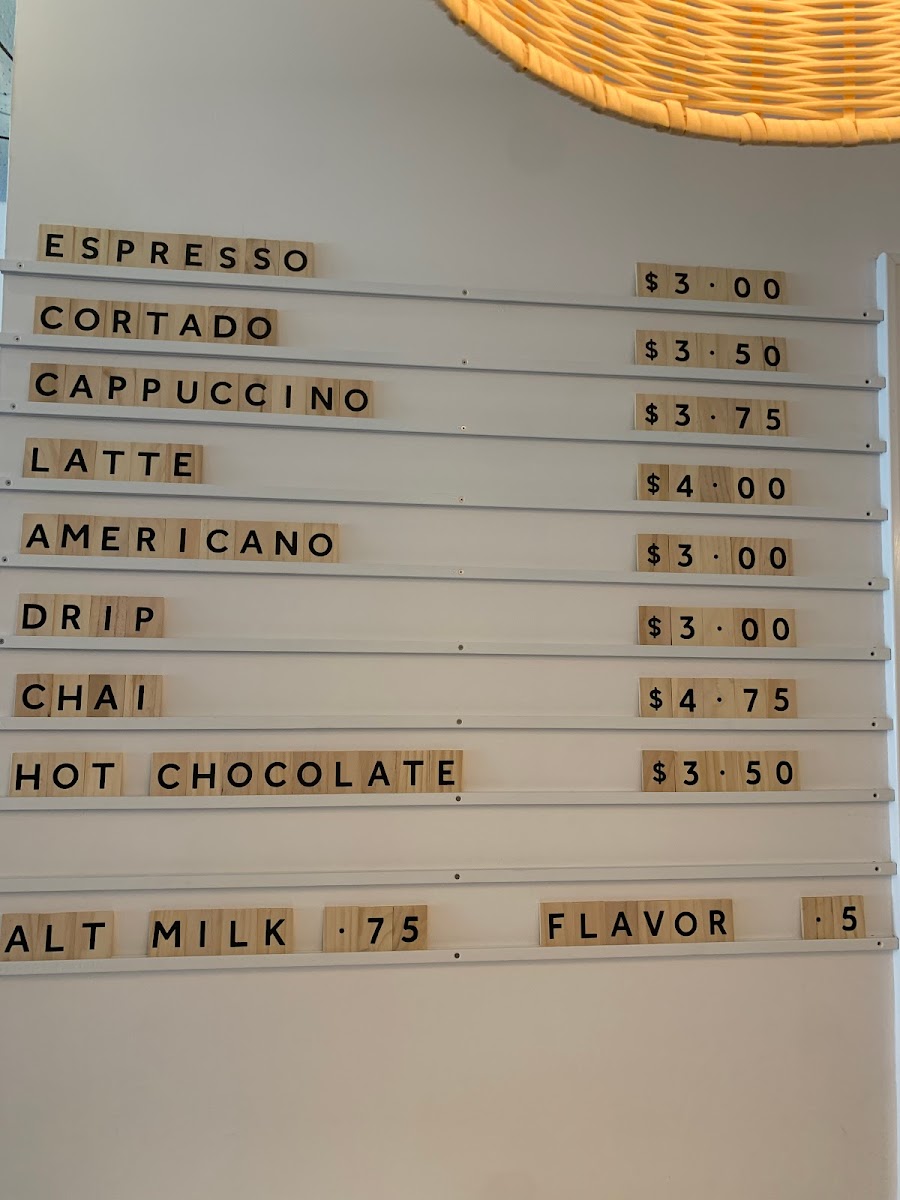 ESPRESSO $3.00
CORTADO $3.50
CAPPUCCINO $3.75
LATTE $4.00
AMERICANO $3.00
DRIP $3.00
CHAI $4.75
HOT CHOCOLATE $3.50
ALT MILK .75 FLAVOR .5